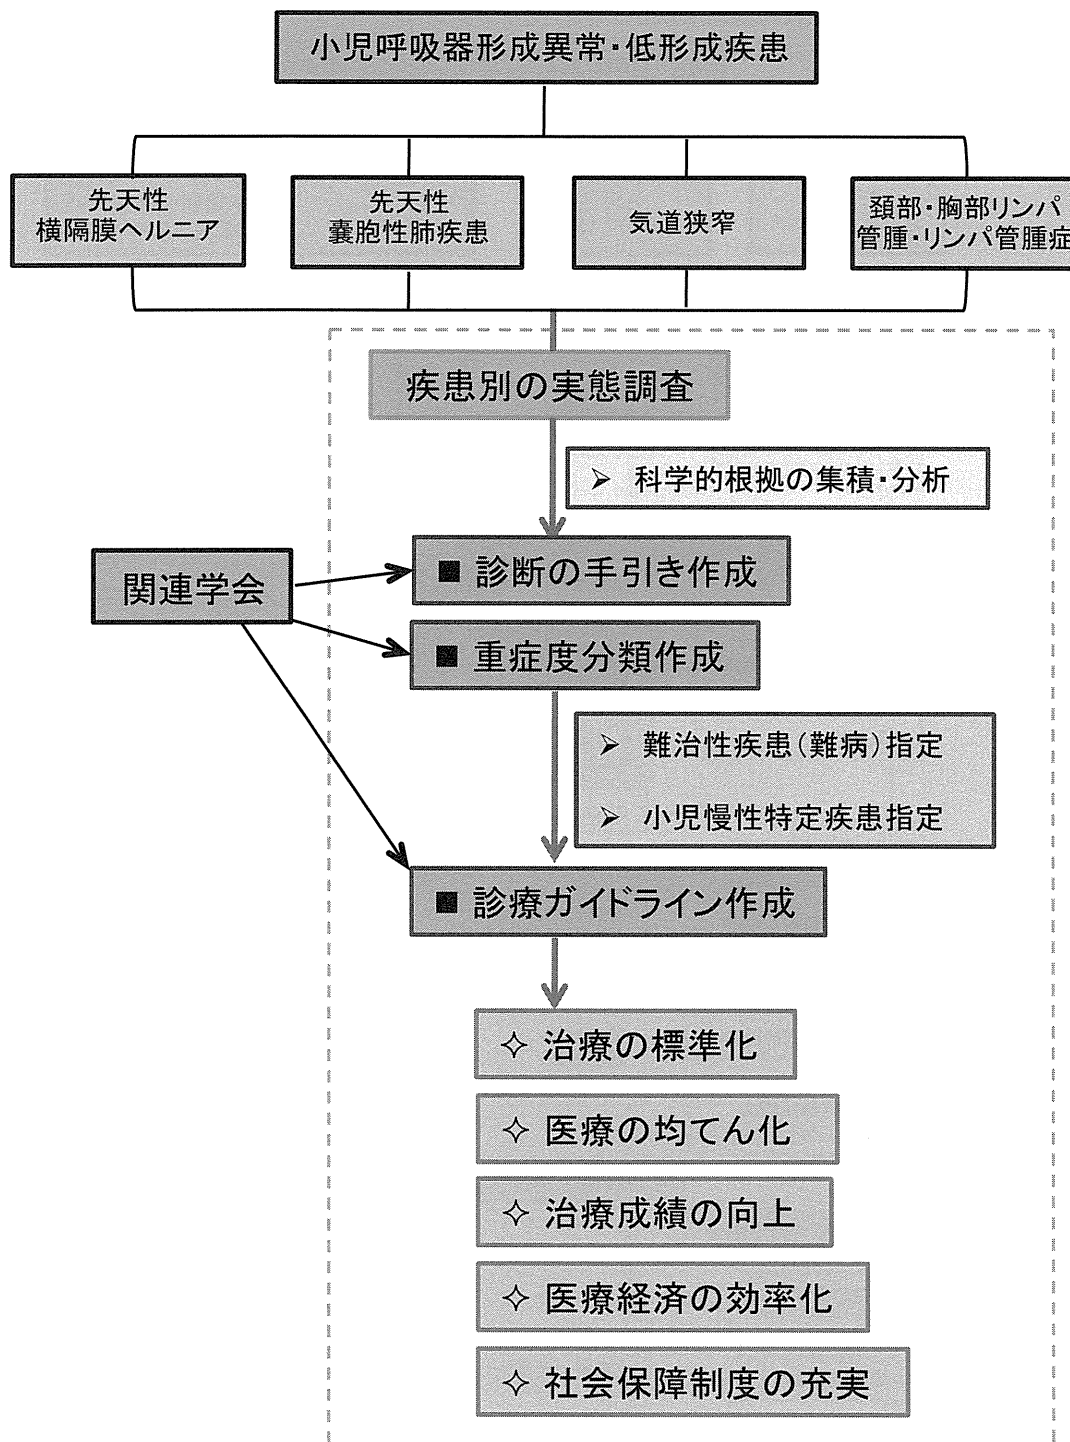 小児呼吸器形成異常・低形成疾患
先天性
横隔膜ヘルニア
先天性
嚢胞性肺疾患
気道狭窄
頚部・胸部リンパ
管腫・リンパ管腫症
疾患別の実態調査
➢ 科学的根拠の集積・分析
関連学会
■ 診断の手引き作成
■ 重症度分類作成
➢ 難治性疾患(難病)指定
➢ 小児慢性特定疾患指定
■ 診療ガイドライン作成
✧ 治療の標準化
✧ 医療の均てん化
✧ 治療成績の向上
✧ 医療経済の効率化
✧ 社会保障制度の充実